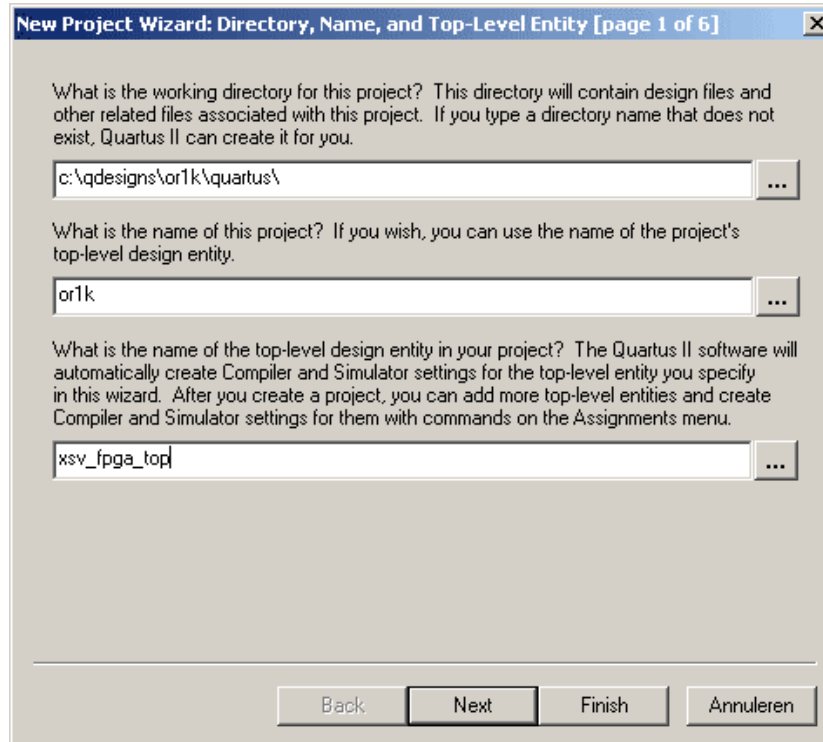 New Project Wizard: Directory, Name, and Top-Level Entity [page 1 of 6]
What is the working directory for this project? This directory will contain design files and
other related files associated with this project. If you type a directory name that does not
exist, Quartus II can create it for you.
c:\qdesigns\or1k\quartus\
...
What is the name of this project? If you wish, you can use the name of the project's
top-level design entity.
or1k
...
What is the name of the top-level design entity in your project? The Quartus II software will
automatically create Compiler and Simulator settings for the top-level entity you specify
in this wizard. After you create a project, you can add more top-level entities and create
Compiler and Simulator settings for them with commands on the Assignments menu.
xsv_fpga_top
...
Back Next Finish Annuleren